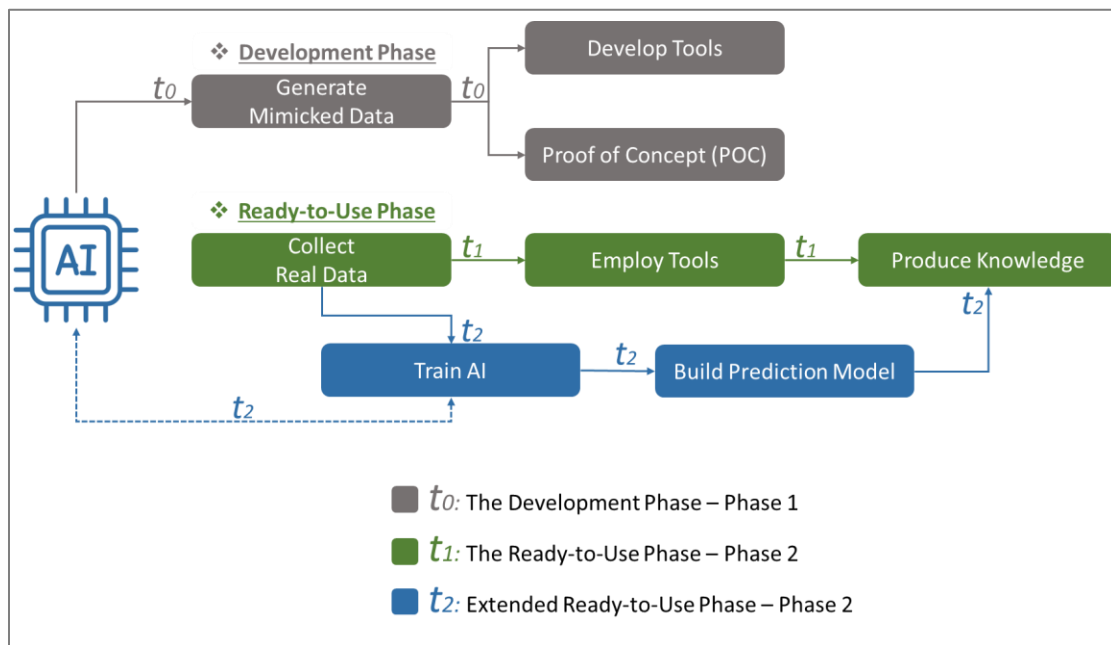 ❖ Development Phase
t0
Generate
Mimicked Data
t0
Develop Tools
Proof of Concept (POC)
AI
❖ Ready-to-Use Phase
Collect
Real Data
t1
Employ Tools
t1
Produce Knowledge
t2
Train AI
t2
Build Prediction Model
t2
t2
t0: The Development Phase – Phase 1
t1: The Ready-to-Use Phase – Phase 2
t2: Extended Ready-to-Use Phase – Phase 2